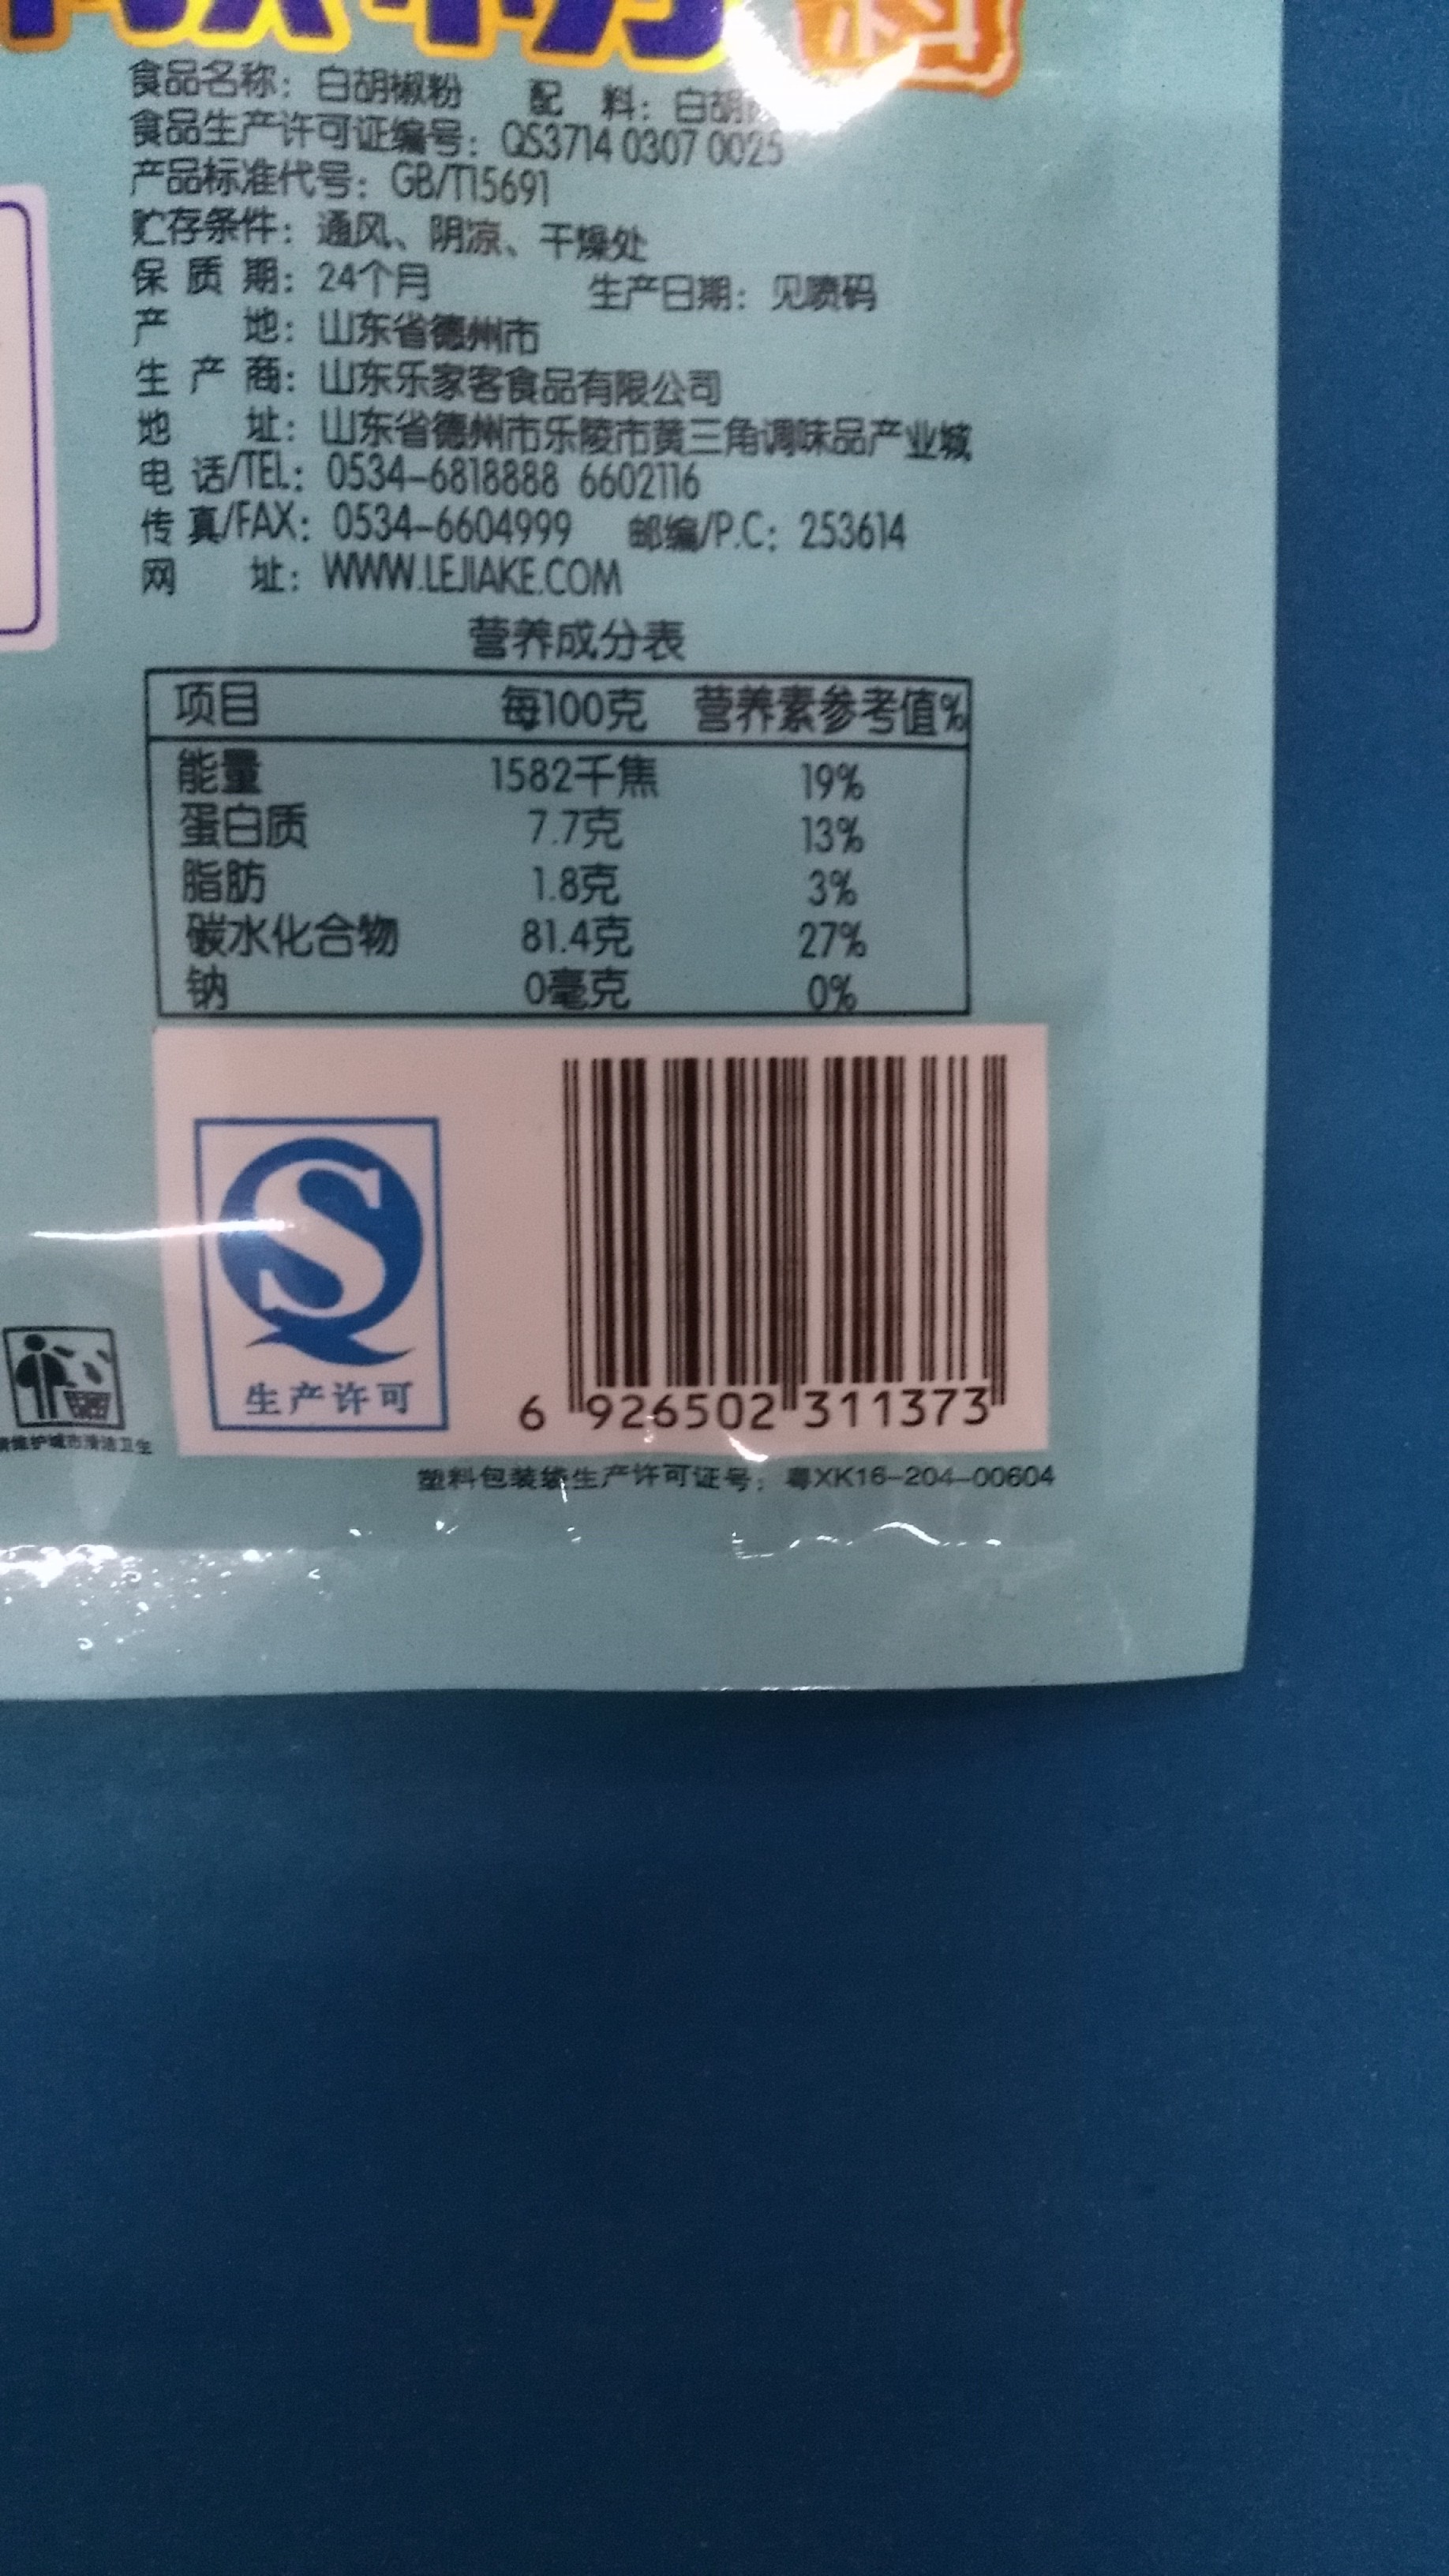 料
食品名称：白胡椒粉 配 料：白胡
食品生产许可证编号：QS3714 0307 0025
产品标准代号：GB/T15691
贮存条件：通风、阴凉、干燥处
保 质 期：24个月 生产日期：见喷码
产 地：山东省德州市
生 产 商：山东乐家客食品有限公司
地 址：山东省德州市乐陵市黄三角调味品产业城
电 话/TEL：0534-6818888 6602116
传 真/FAX：0534-6604999 邮编/P.C：253614
网 址：WWW.LEJIAKE.COM
营养成分表
项目 每100克 营养素参考值%
能量 1582千焦 19%
蛋白质 7.7克 13%
脂肪 1.8克 3%
碳水化合物 81.4克 27%
钠 0毫克 0%
生产许可
6 926502 311373
维护城市清洁卫生
塑料包装袋生产许可证号：粤XK16-204-00604